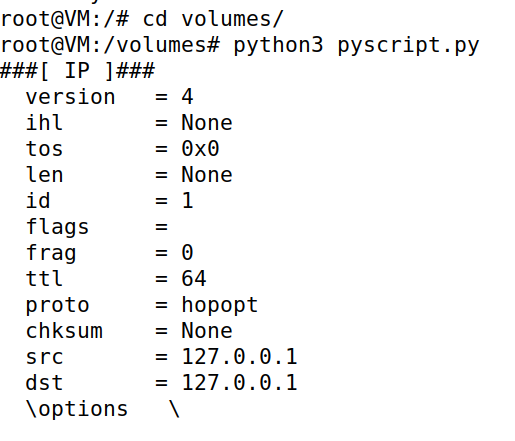 root@VM:/# cd volumes/
root@VM:/volumes# python3 pyscript.py
###[ IP ]###
  version   = 4
  ihl       = None
  tos       = 0x0
  len       = None
  id        = 1
  flags     =
  frag      = 0
  ttl       = 64
  proto     = hopopt
  chksum    = None
  src       = 127.0.0.1
  dst       = 127.0.0.1
  \options   \